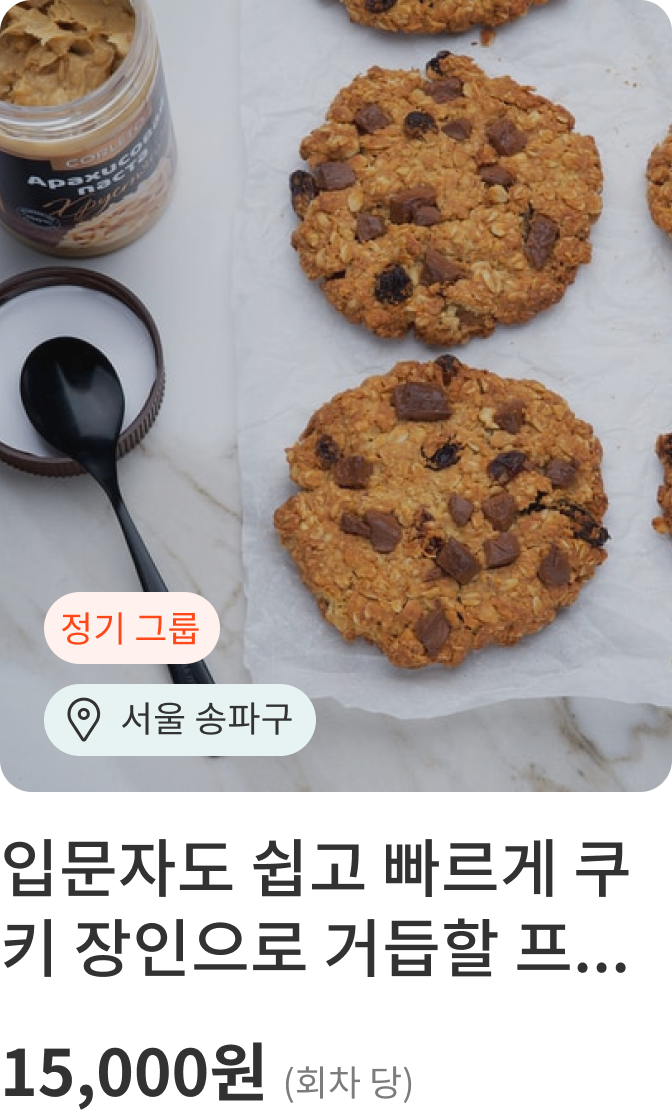 Арахисовая
паста
정기 그룹
서울 송파구
입문자도 쉽고 빠르게 쿠
키 장인으로 거듭할 프...
15,000원 (회차 당)